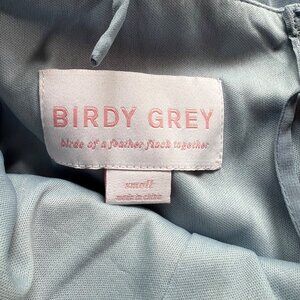 BIRDY GREY
birds of a feather flock together
small
made in china